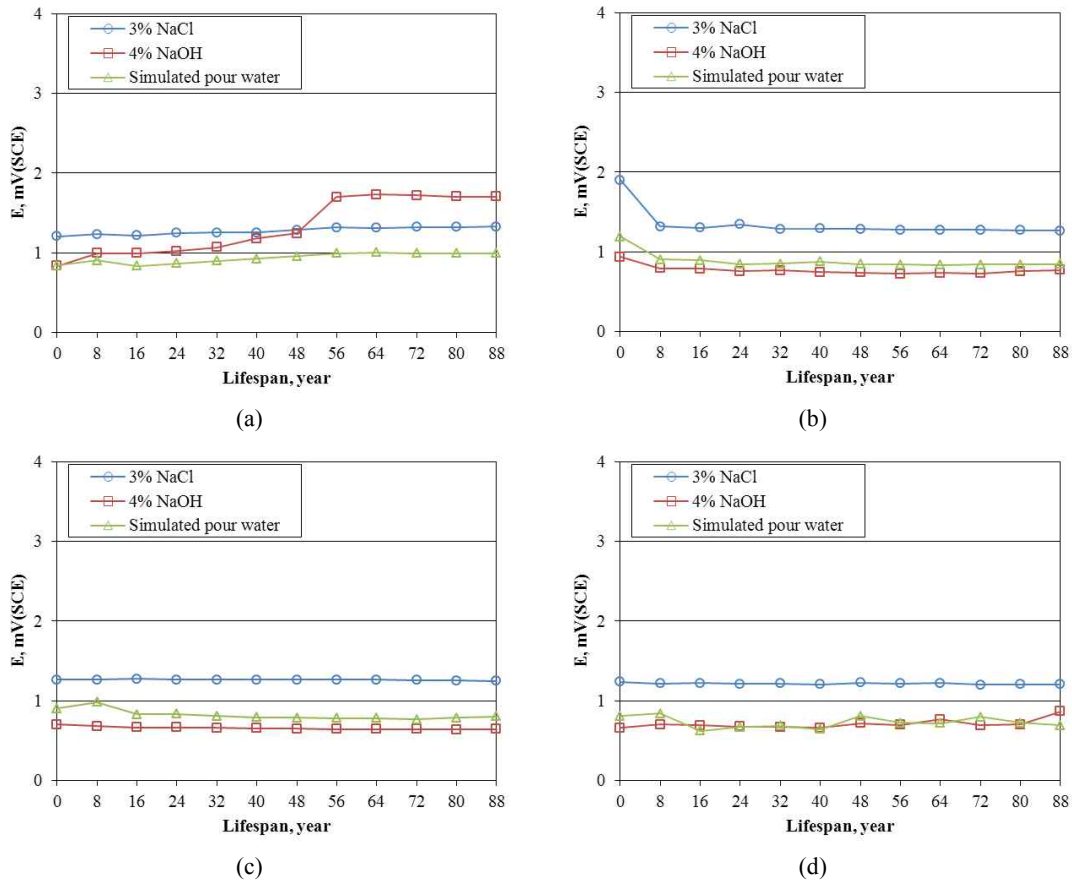 4
3
2
1
0
E, mV(SCE)
3% NaCl
4% NaOH
Simulated pour water
0 8 16 24 32 40 48 56 64 72 80 88
Lifespan, year
(a)
4
3
2
1
0
E, mV(SCE)
3% NaCl
4% NaOH
Simulated pour water
0 8 16 24 32 40 48 56 64 72 80 88
Lifespan, year
(b)
4
3
2
1
0
E, mV(SCE)
3% NaCl
4% NaOH
Simulated pour water
0 8 16 24 32 40 48 56 64 72 80 88
Lifespan, year
(c)
4
3
2
1
0
E, mV(SCE)
3% NaCl
4% NaOH
Simulated pour water
0 8 16 24 32 40 48 56 64 72 80 88
Lifespan, year
(d)